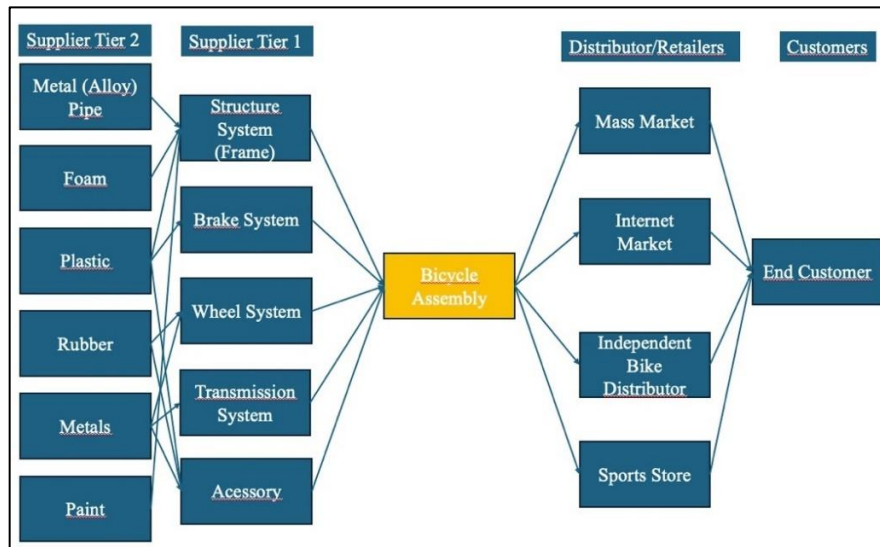 Supplier Tier 2
Supplier Tier 1
Distributor/Retailers
Customers
Metal (Alloy)
Pipe
Foam
Plastic
Rubber
Metals
Paint
Structure
System
(Frame)
Brake System
Wheel System
Transmission
System
Acessory
Bicycle
Assembly
Mass Market
Internet
Market
Independent
Bike
Distributor
Sports Store
End Customer